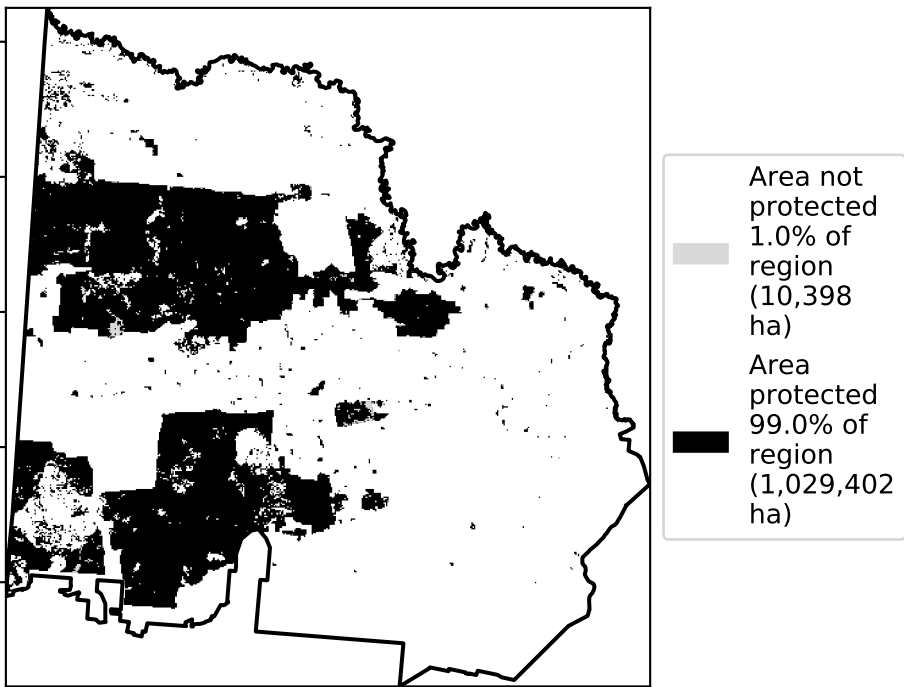 Area not
protected
1.0% of
region
(10,398
ha)
Area
protected
99.0% of
region
(1,029,402
ha)